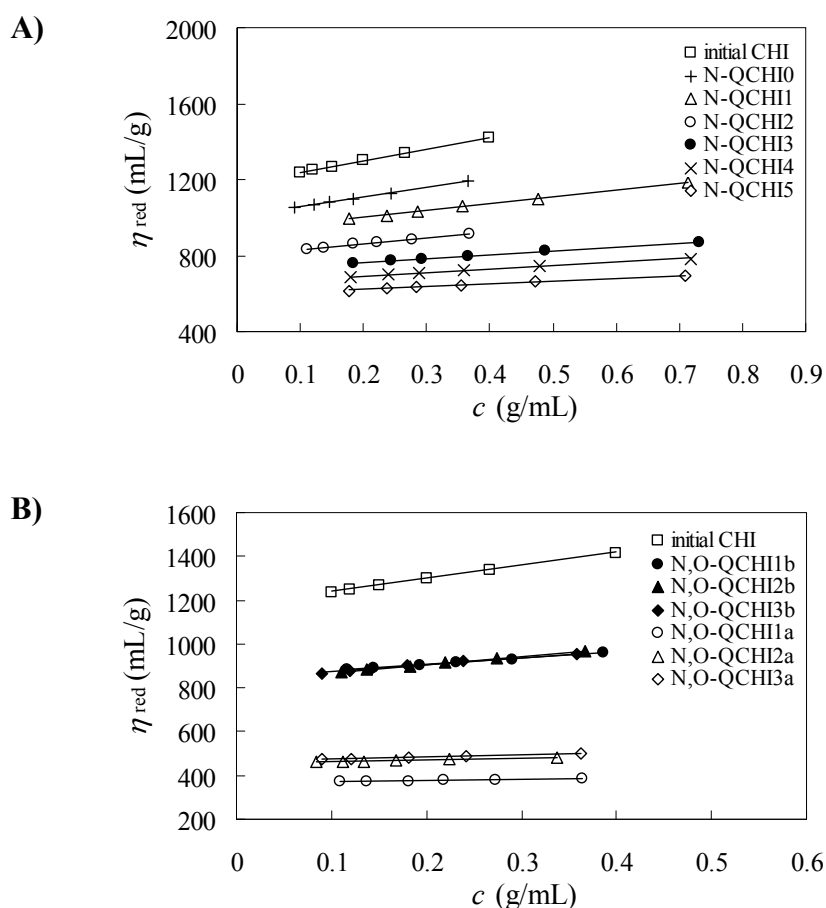 A)
2000
1600
1200
800
400
η red (mL/g)
0 0.1 0.2 0.3 0.4 0.5 0.6 0.7 0.8 0.9
c (g/mL)
initial CHI
N-QCHI0
N-QCHI1
N-QCHI2
N-QCHI3
N-QCHI4
N-QCHI5
B)
1600
1400
1200
1000
800
600
400
200
η red (mL/g)
0 0.1 0.2 0.3 0.4 0.5 0.6
c (g/mL)
initial CHI
N,O-QCHI1b
N,O-QCHI2b
N,O-QCHI3b
N,O-QCHI1a
N,O-QCHI2a
N,O-QCHI3a